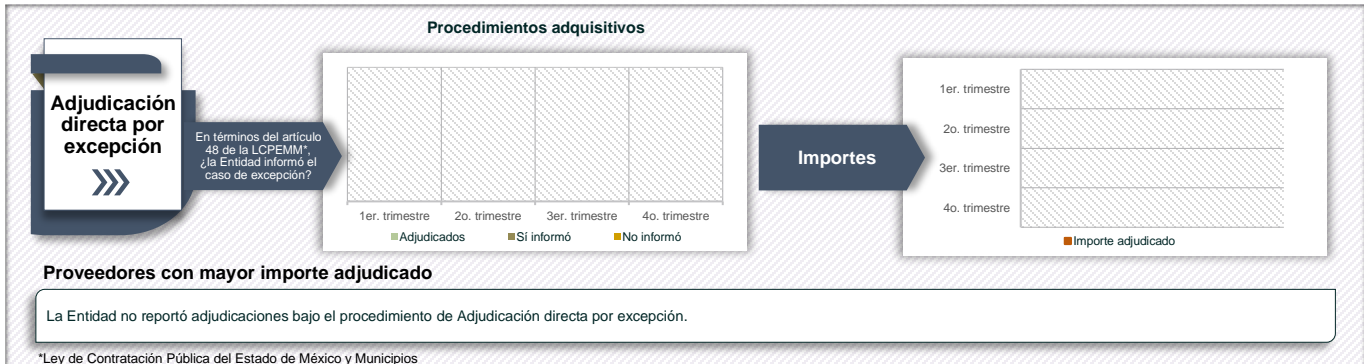 Procedimientos adquisitivos
Adjudicación
directa por
excepción
En términos del artículo
48 de la LCPEMM*,
¿la Entidad informó el
caso de excepción?
1er. trimestre
2o. trimestre
3er. trimestre
4o. trimestre
Adjudicados
Sí informó
No informó
Importes
1er. trimestre
2o. trimestre
3er. trimestre
4o. trimestre
Importe adjudicado
Proveedores con mayor importe adjudicado
La Entidad no reportó adjudicaciones bajo el procedimiento de Adjudicación directa por excepción.
*Ley de Contratación Pública del Estado de México y Municipios